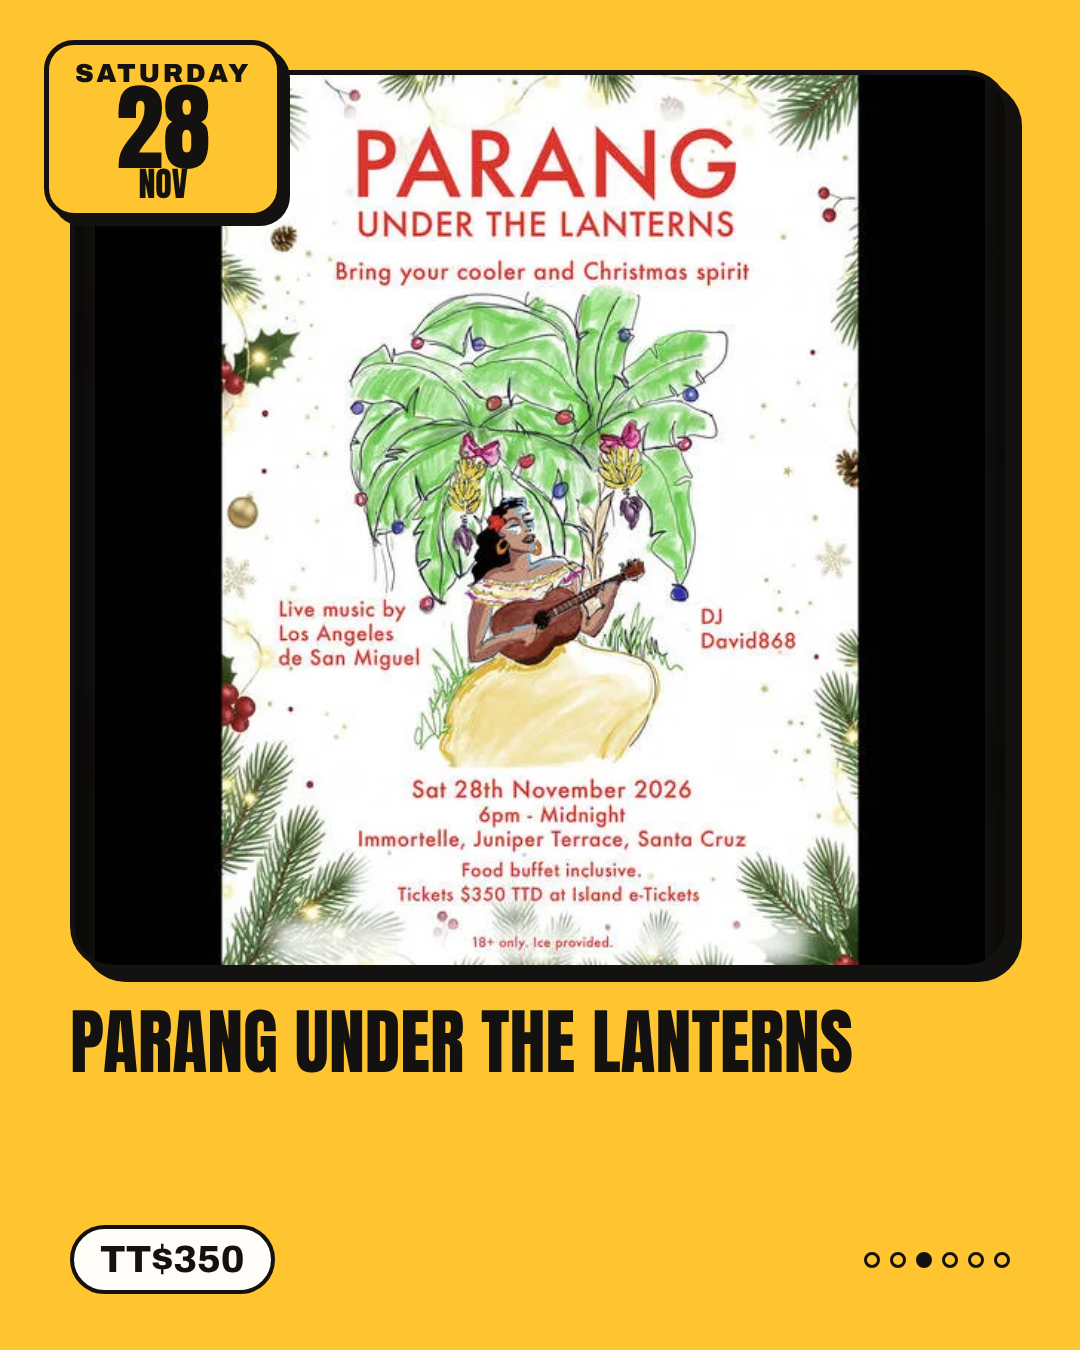 SATURDAY
28
NOV
PARANG
UNDER THE LANTERNS
Bring your cooler and Christmas spirit
Live music by
Los Angeles
de San Miguel
DJ
David868
Sat 28th November 2026
6pm - Midnight
Immortelle, Juniper Terrace, Santa Cruz
Food buffet inclusive.
Tickets $350 TTD at Island e-Tickets
18+ only. Ice provided.
PARANG UNDER THE LANTERNS
TT$350